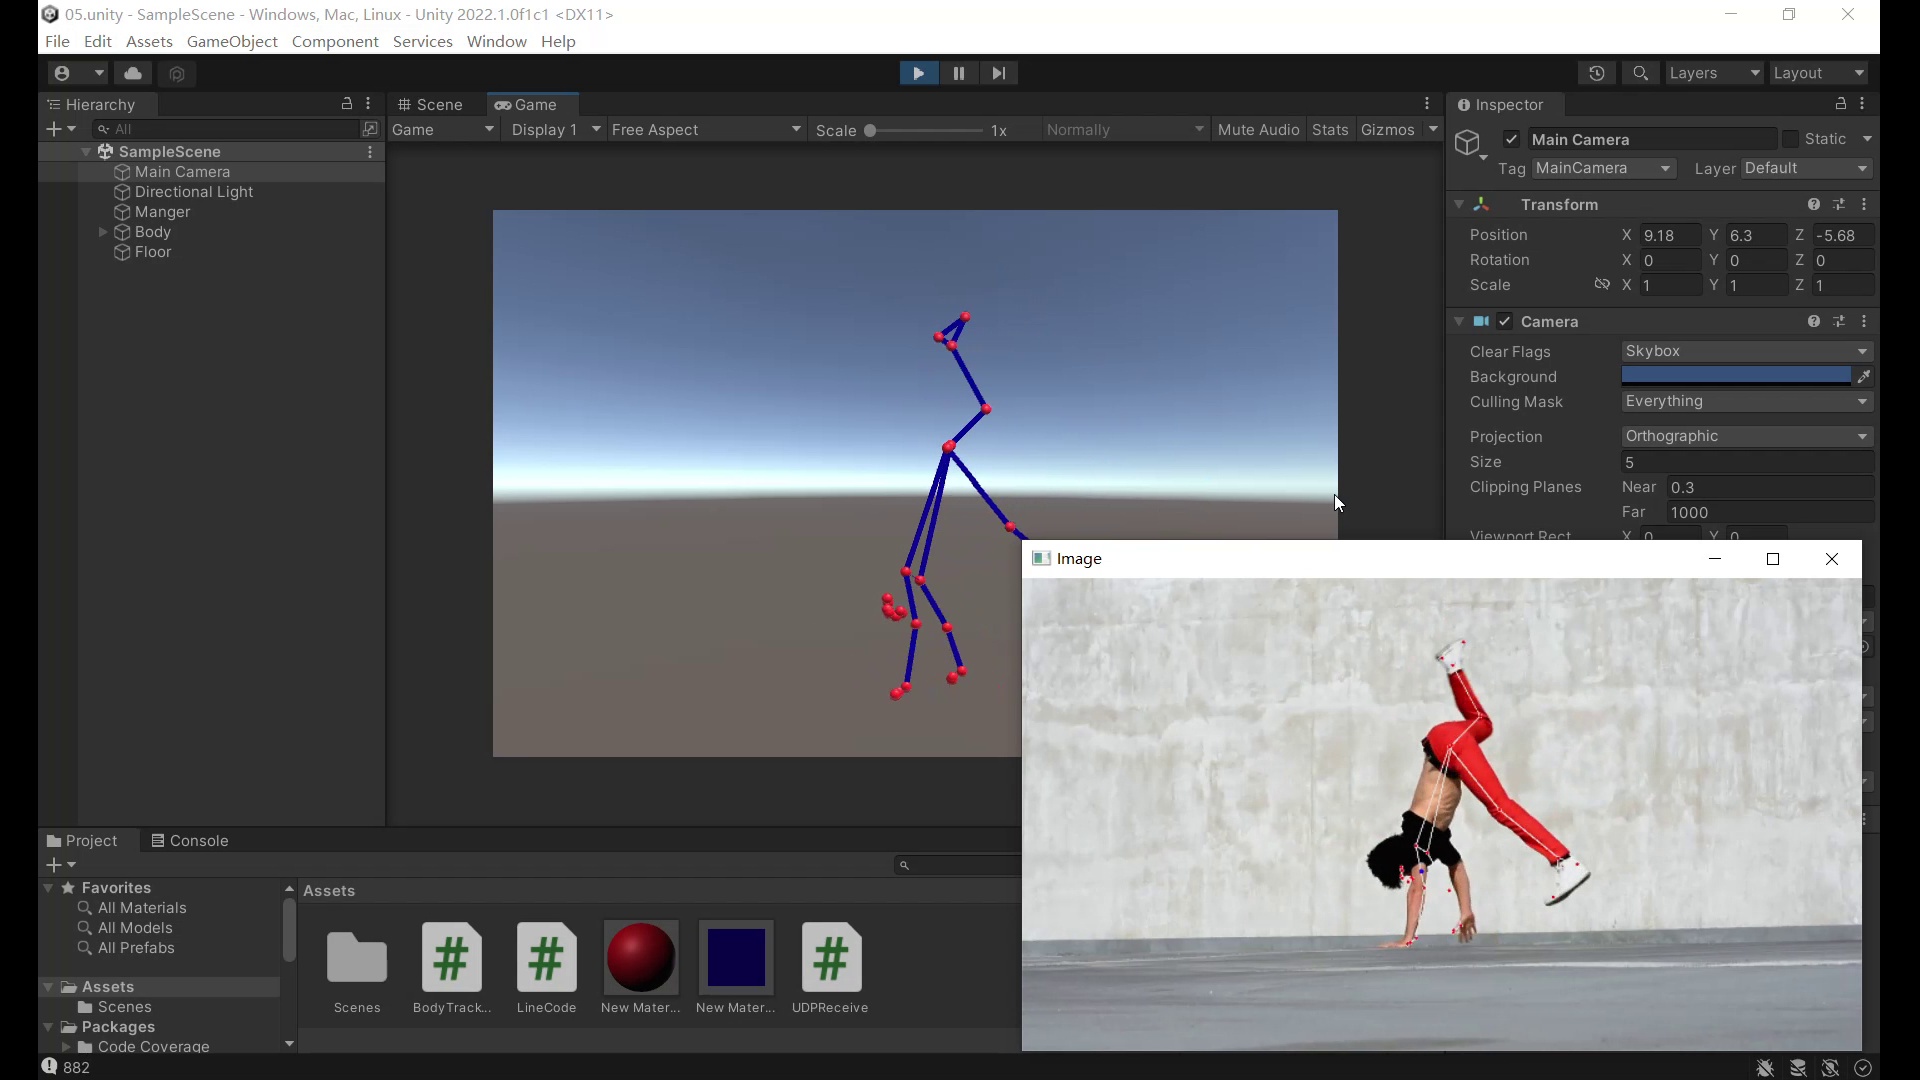 05.unity - SampleScene - Windows, Mac, Linux - Unity 2022.1.0f1c1 <DX11>
File Edit Assets GameObject Component Services Window Help
Layers Layout
Hierarchy
All
SampleScene
Main Camera
Directional Light
Manger
Body
Floor
Scene Game
Game Display 1 Free Aspect Scale 1x Normally Mute Audio Stats Gizmos
Inspector
Main Camera Static
Tag MainCamera Layer Default
Transform
Position X 9.18 Y 6.3 Z -5.68
Rotation X 0 Y 0 Z 0
Scale X 1 Y 1 Z 1
Camera
Clear Flags Skybox
Background
Culling Mask Everything
Projection Orthographic
Size 5
Clipping Planes Near 0.3
Far 1000
Viewport Rect X 0 Y 0
Image
Project Console
Favorites
All Materials
All Models
All Prefabs
Assets
Scenes
Packages
Code Coverage
Assets
Scenes BodyTrack... LineCode New Mater... New Mater... UDPReceive
882